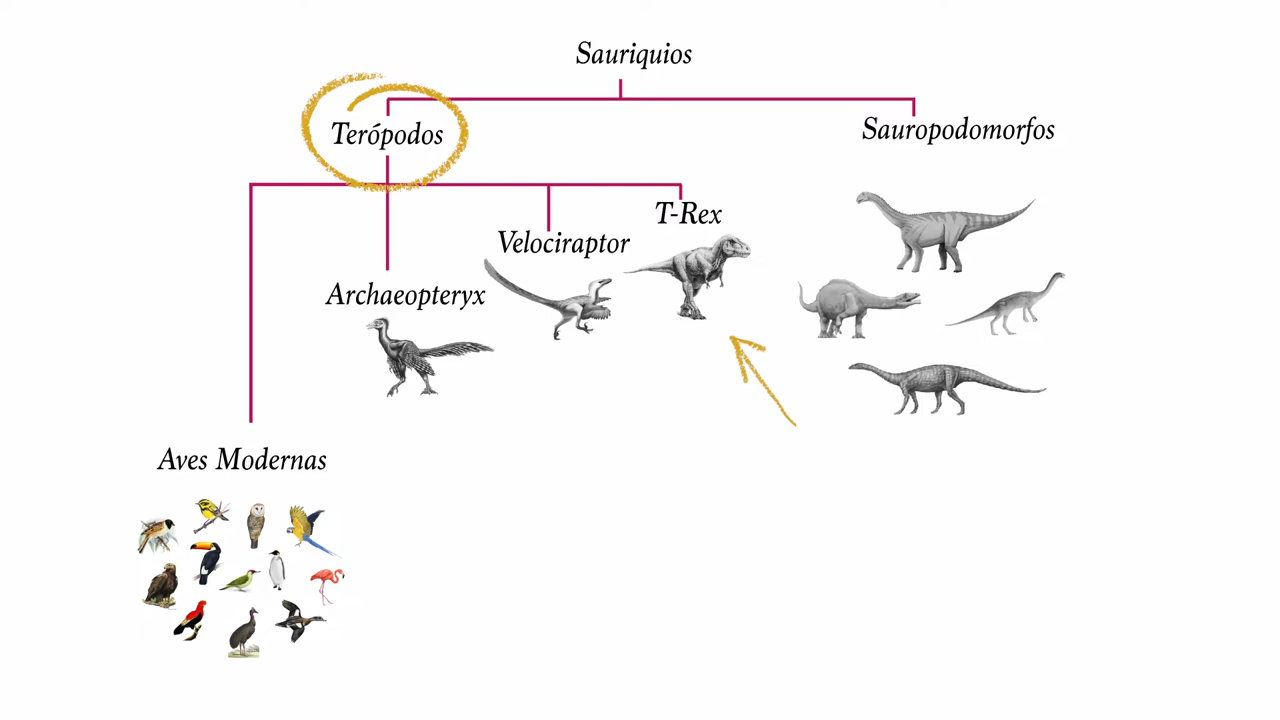 Sauriquios
Terópodos
Sauropodomorfos
T-Rex
Velociraptor
Archaeopteryx
Aves Modernas